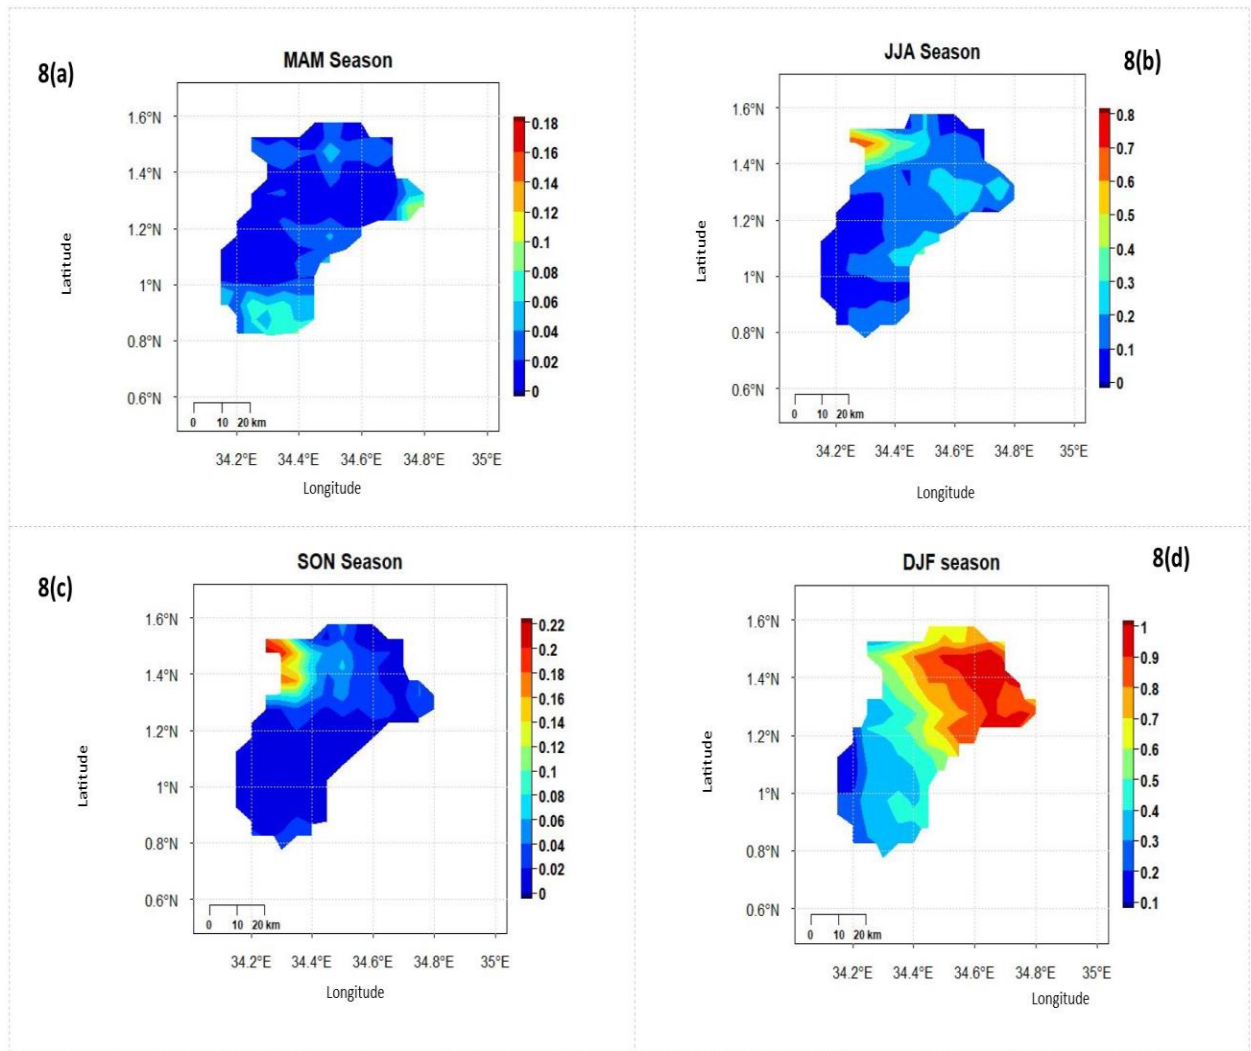 8(a)
MAM Season
Latitude
1.6°N
1.4°N
1.2°N
1°N
0.8°N
0.6°N
0.18
0.16
0.14
0.12
0.1
0.08
0.06
0.04
0.02
0
0 10 20 km
34.2°E 34.4°E 34.6°E 34.8°E 35°E
Longitude
JJA Season
8(b)
Latitude
1.6°N
1.4°N
1.2°N
1°N
0.8°N
0.6°N
0.8
0.7
0.6
0.5
0.4
0.3
0.2
0.1
0
0 10 20 km
34.2°E 34.4°E 34.6°E 34.8°E 35°E
Longitude
8(c)
SON Season
Latitude
1.6°N
1.4°N
1.2°N
1°N
0.8°N
0.6°N
0.22
0.2
0.18
0.16
0.14
0.12
0.1
0.08
0.06
0.04
0.02
0
0 10 20 km
34.2°E 34.4°E 34.6°E 34.8°E 35°E
Longitude
DJF season
8(d)
Latitude
1.6°N
1.4°N
1.2°N
1°N
0.8°N
0.6°N
1
0.9
0.8
0.7
0.6
0.5
0.4
0.3
0.2
0.1
0 10 20 km
34.2°E 34.4°E 34.6°E 34.8°E 35°E
Longitude